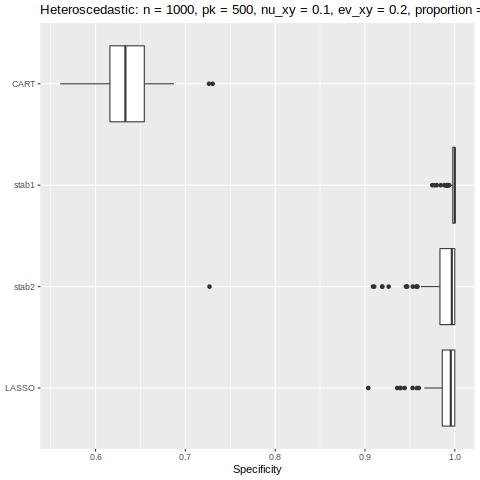 Heteroscedastic: n = 1000, pk = 500, nu_xy = 0.1, ev_xy = 0.2, proportion =
CART
stab1
stab2
LASSO
0.6 0.7 0.8 0.9 1.0
Specificity